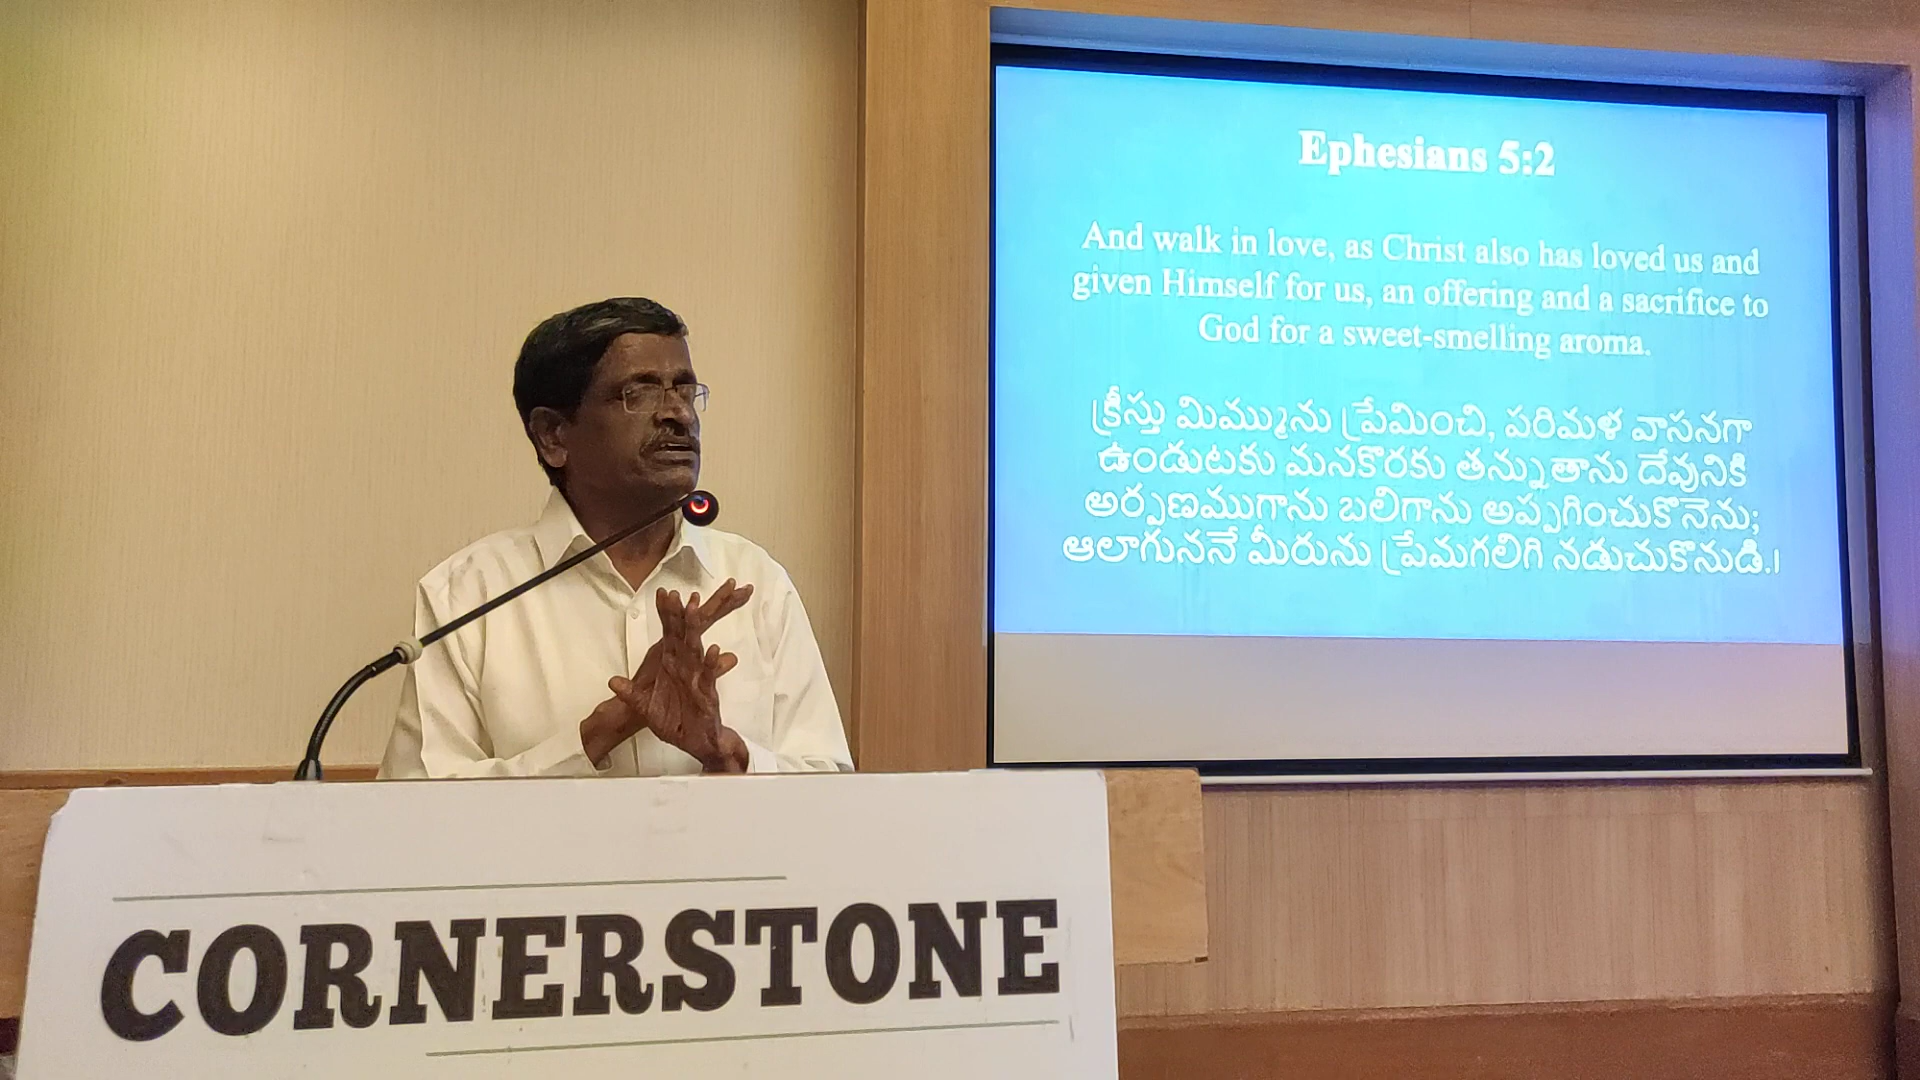 Ephesians 5:2
And walk in love, as Christ also has loved us and
given Himself for us, an offering and a sacrifice to
God for a sweet-smelling aroma.
క్రీస్తు మిమ్మును ప్రేమించి, పరిమళ వాసనగా
ఉండుటకు మనకొరకు తన్నుతాను దేవునికి
అర్పణముగాను బలిగాను అప్పగించుకొనెను;
ఆలాగుననే మీరును ప్రేమగలిగి నడుచుకొనుడి.।
CORNERSTONE